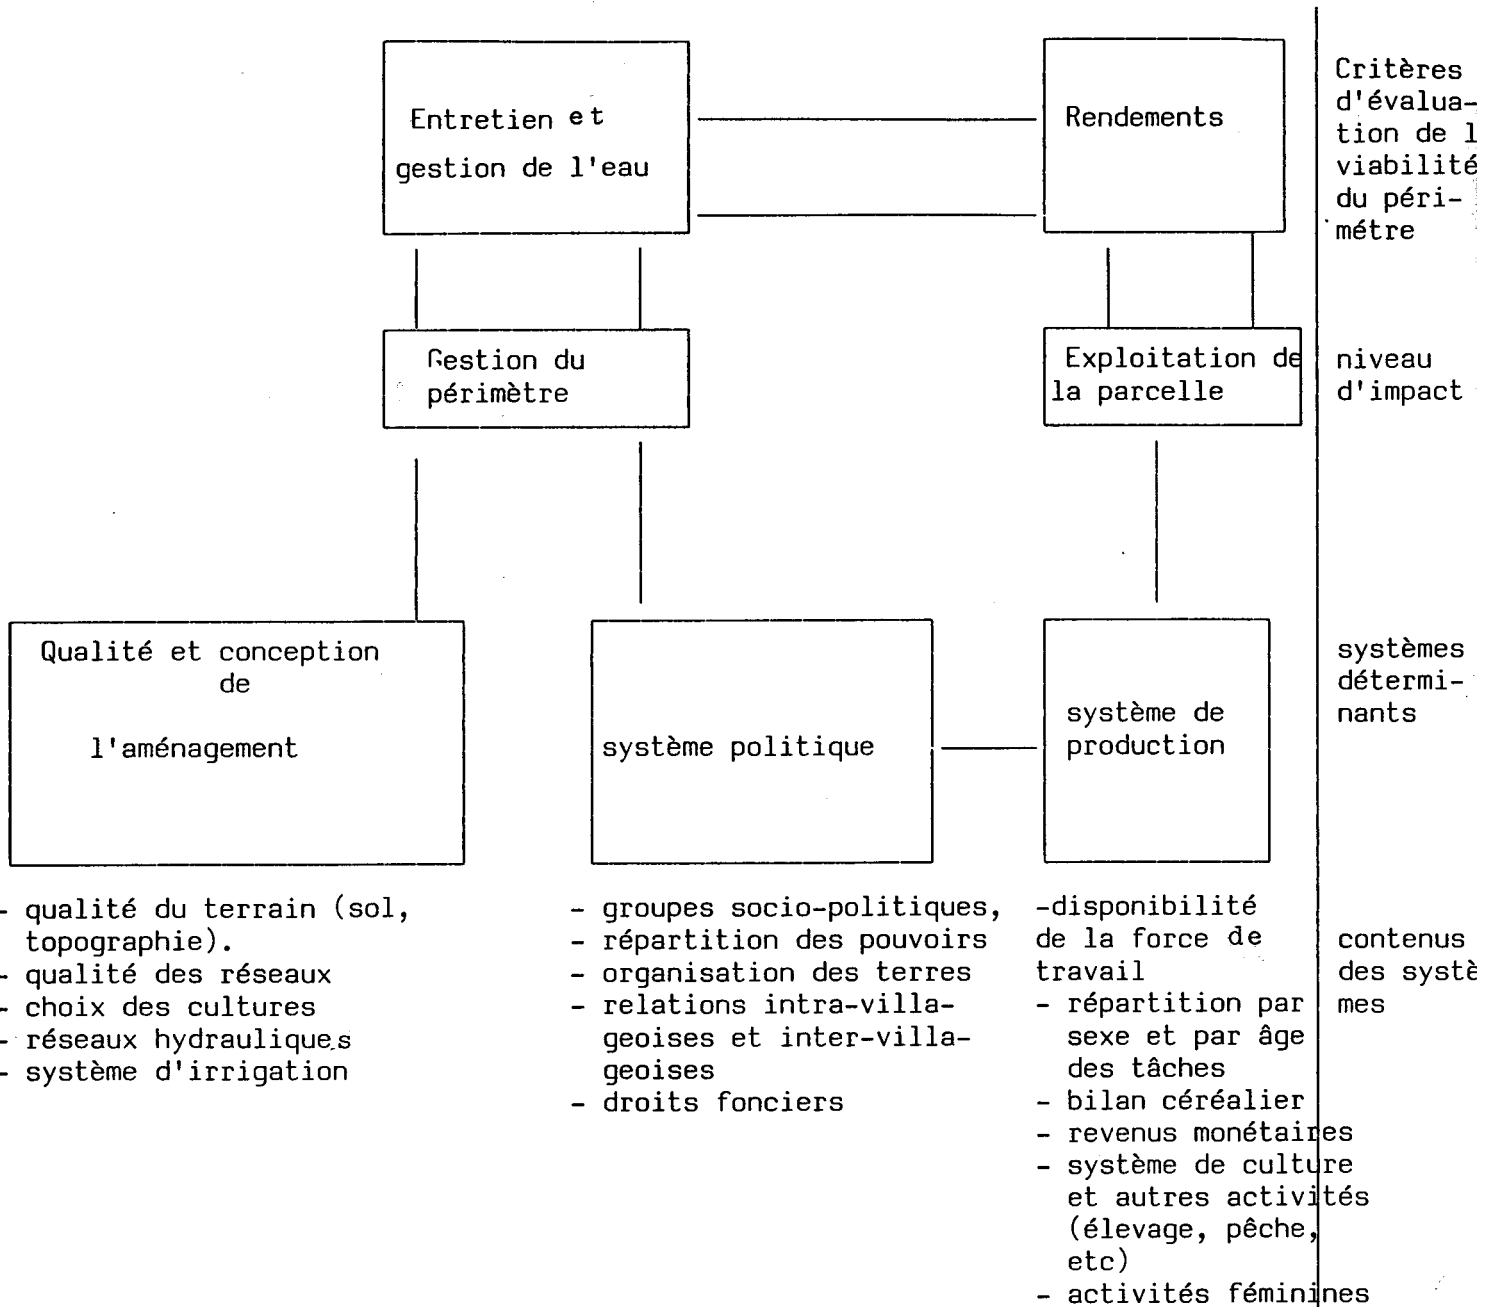 Entretien et
gestion de l'eau
Rendements
Critères
d'évalua-
tion de l
viabilité
du péri-
métre
Gestion du
périmètre
Exploitation de
la parcelle
niveau
d'impact
Qualité et conception
de
l'aménagement
système politique
système de
production
systèmes
détermi-
nants
- qualité du terrain (sol,
topographie).
- qualité des réseaux
- choix des cultures
- réseaux hydrauliques
- système d'irrigation
- groupes socio-politiques,
- répartition des pouvoirs
- organisation des terres
- relations intra-villa-
geoises et inter-villa-
geoises
- droits fonciers
-disponibilité
de la force de
travail
- répartition par
sexe et par âge
des tâches
- bilan céréalier
- revenus monétaires
- système de culture
et autres activités
(élevage, pêche,
etc)
- activités féminines
contenus
des systè
mes